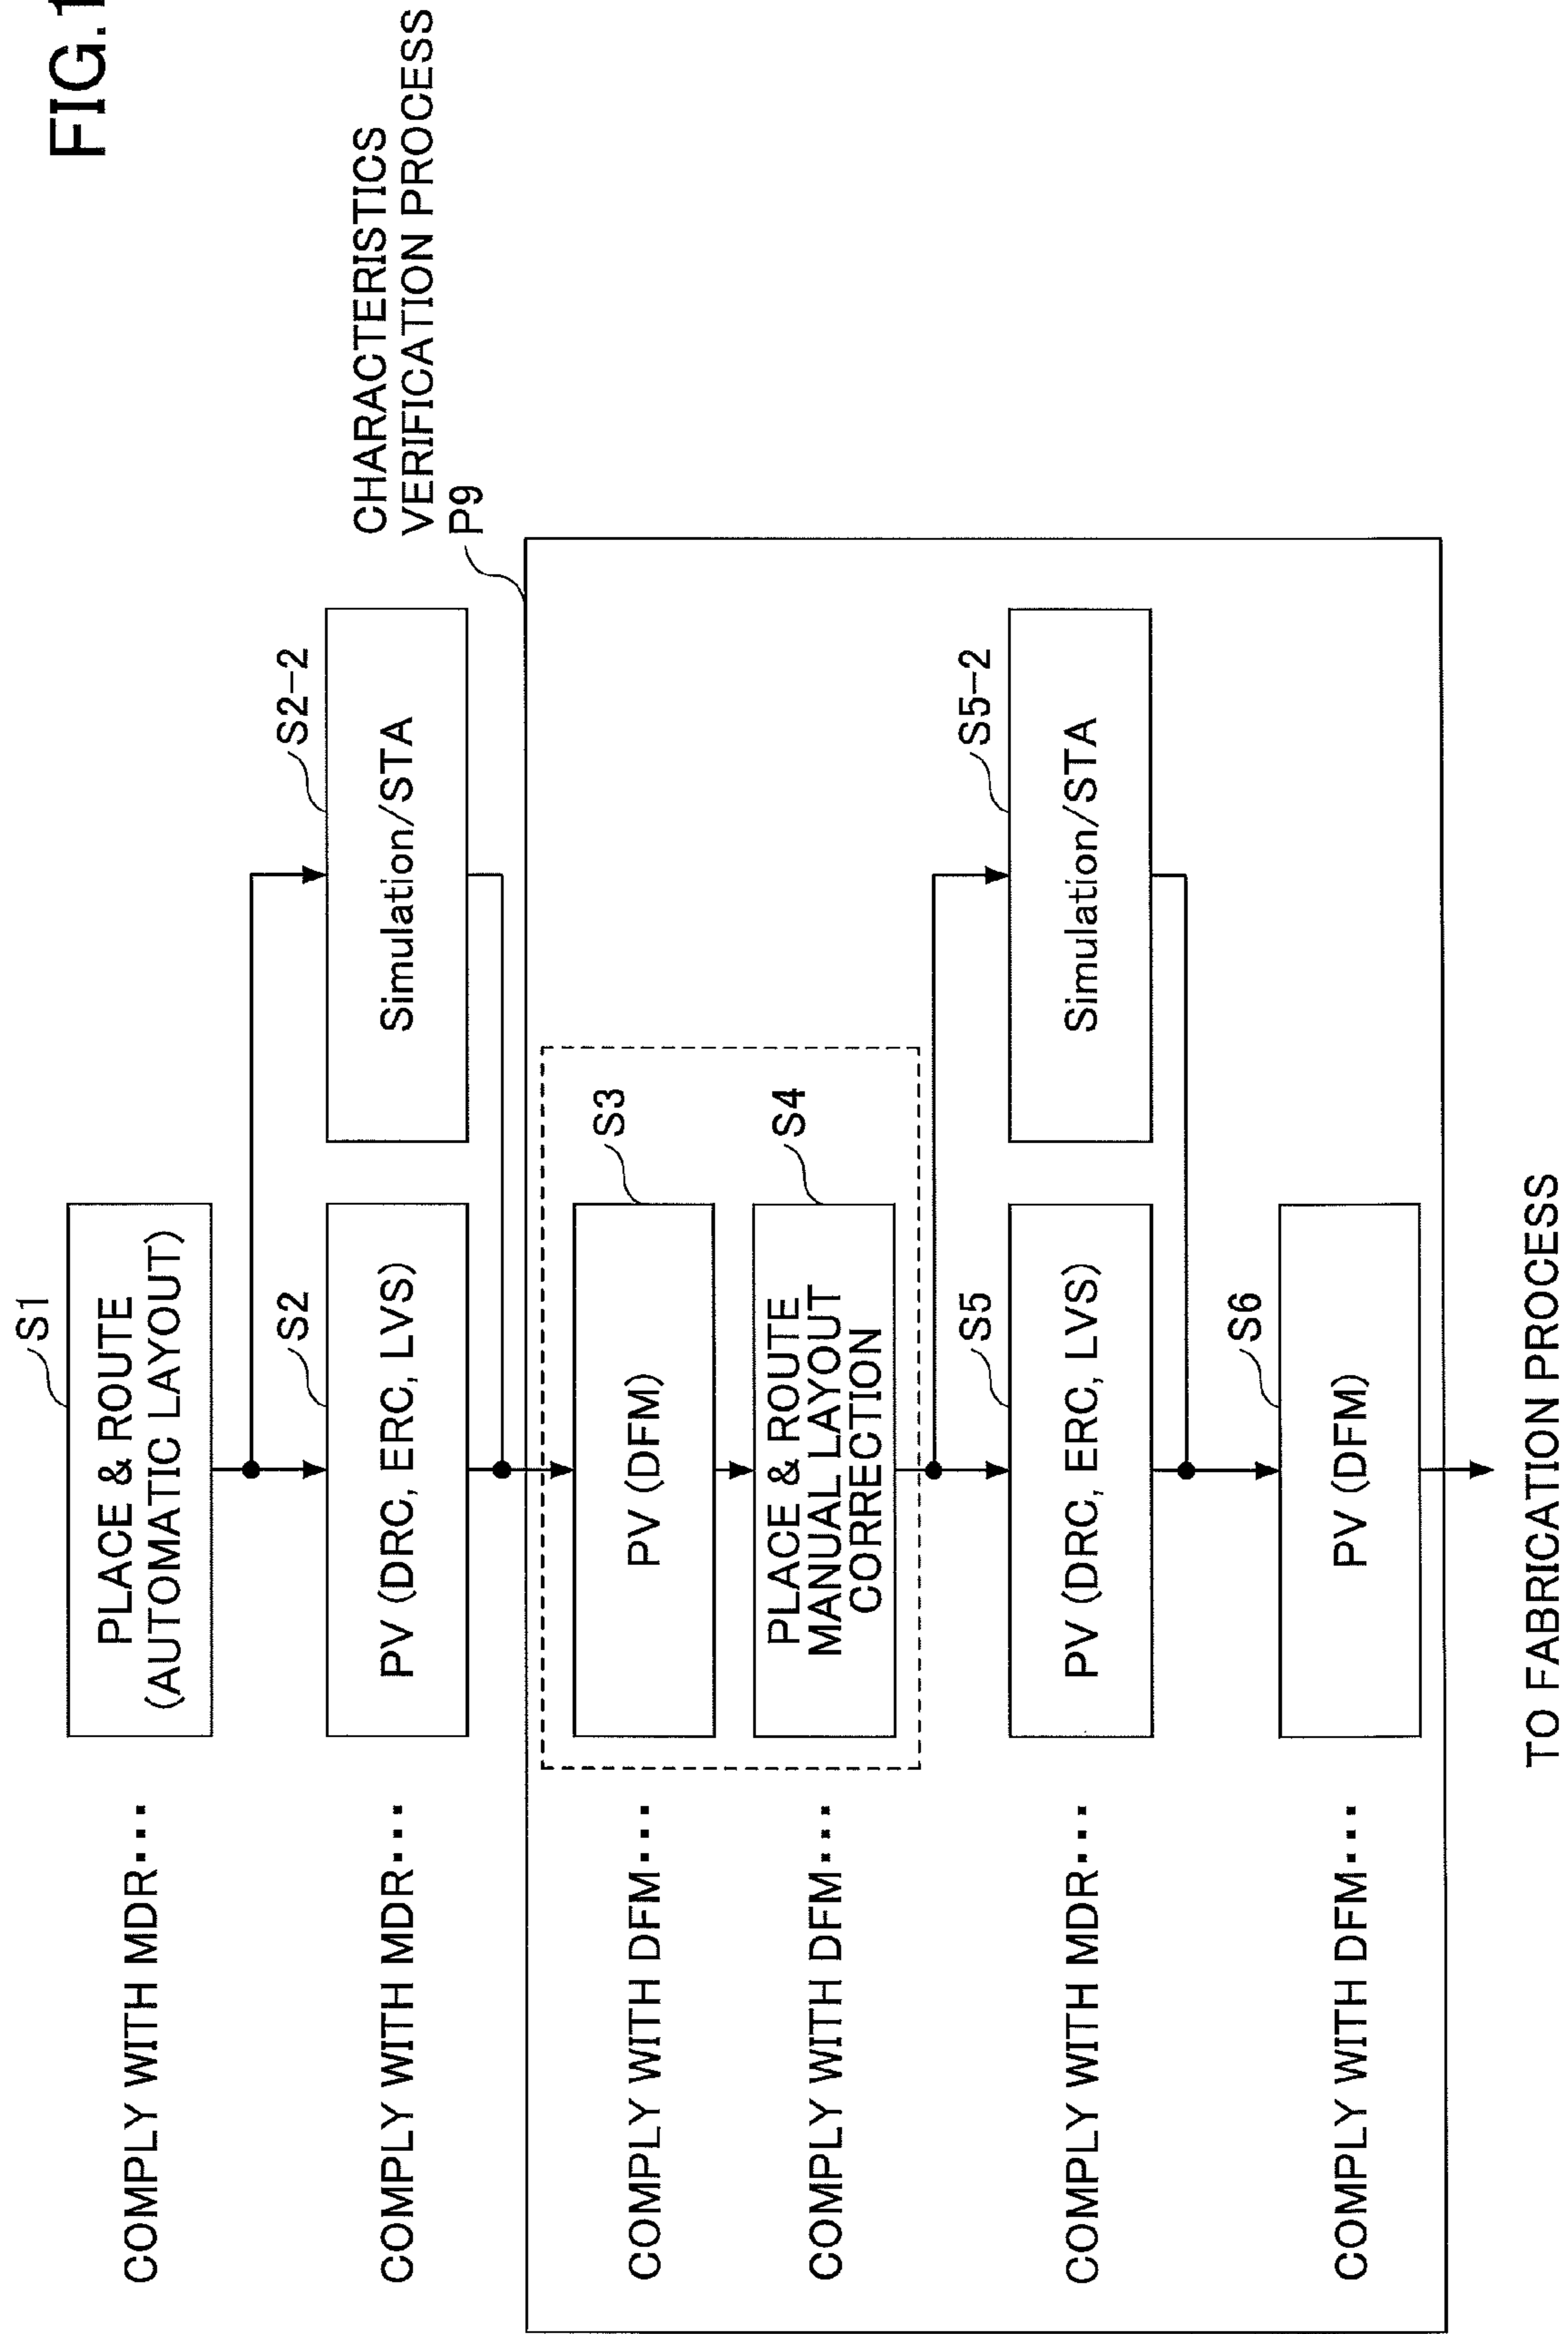 FIG.1
S1
COMPLY WITH MDR...
PLACE & ROUTE
(AUTOMATIC LAYOUT)
S2
S2-2
COMPLY WITH MDR...
PV (DRC, ERC, LVS)
Simulation/STA
CHARACTERISTICS
VERIFICATION PROCESS
P9
S3
COMPLY WITH DFM...
PV (DFM)
S4
COMPLY WITH DFM...
PLACE & ROUTE
MANUAL LAYOUT
CORRECTION
S5
S5-2
COMPLY WITH MDR...
PV (DRC, ERC, LVS)
Simulation/STA
S6
COMPLY WITH DFM...
PV (DFM)
TO FABRICATION PROCESS